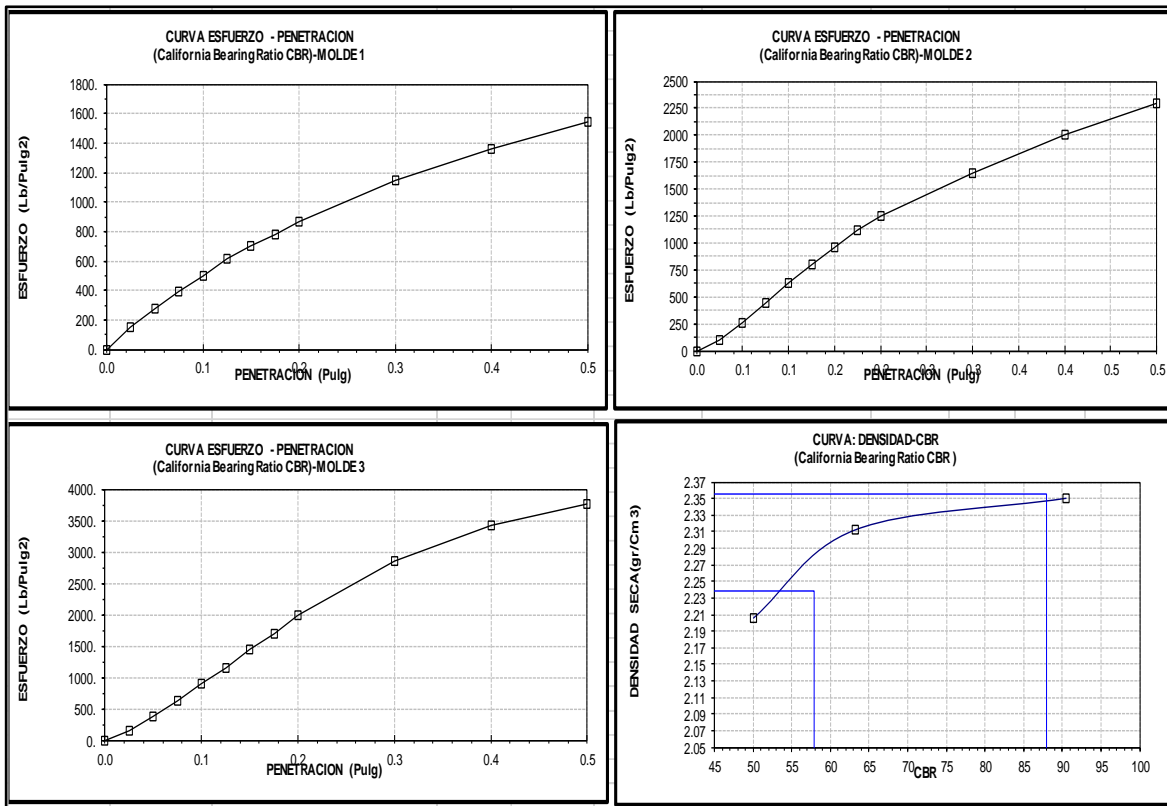 CURVA ESFUERZO - PENETRACION
(California Bearing Ratio CBR)-MOLDE 1
ESFUERZO (Lb/Pulg2)
1800.
1600.
1400.
1200.
1000.
800.
600.
400.
200.
0.
0.0 0.1 0.2 0.3 0.4 0.5
PENETRACION (Pulg)
CURVA ESFUERZO - PENETRACION
(California Bearing Ratio CBR)-MOLDE 2
ESFUERZO (Lb/Pulg2)
2500
2250
2000
1750
1500
1250
1000
750
500
250
0
0.0 0.1 0.1 0.2 0.2 0.3 0.3 0.4 0.4 0.5 0.5
PENETRACION (Pulg)
CURVA ESFUERZO - PENETRACION
(California Bearing Ratio CBR)-MOLDE 3
ESFUERZO (Lb/Pulg2)
4000.
3500.
3000.
2500.
2000.
1500.
1000.
500.
0.
0.0 0.1 0.2 0.3 0.4 0.5
PENETRACION (Pulg)
CURVA: DENSIDAD-CBR
(California Bearing Ratio CBR )
DENSIDAD SECA(gr/Cm3)
2.37
2.35
2.33
2.31
2.29
2.27
2.25
2.23
2.21
2.19
2.17
2.15
2.13
2.11
2.09
2.07
2.05
45 50 55 60 65 70 75 80 85 90 95 100
CBR